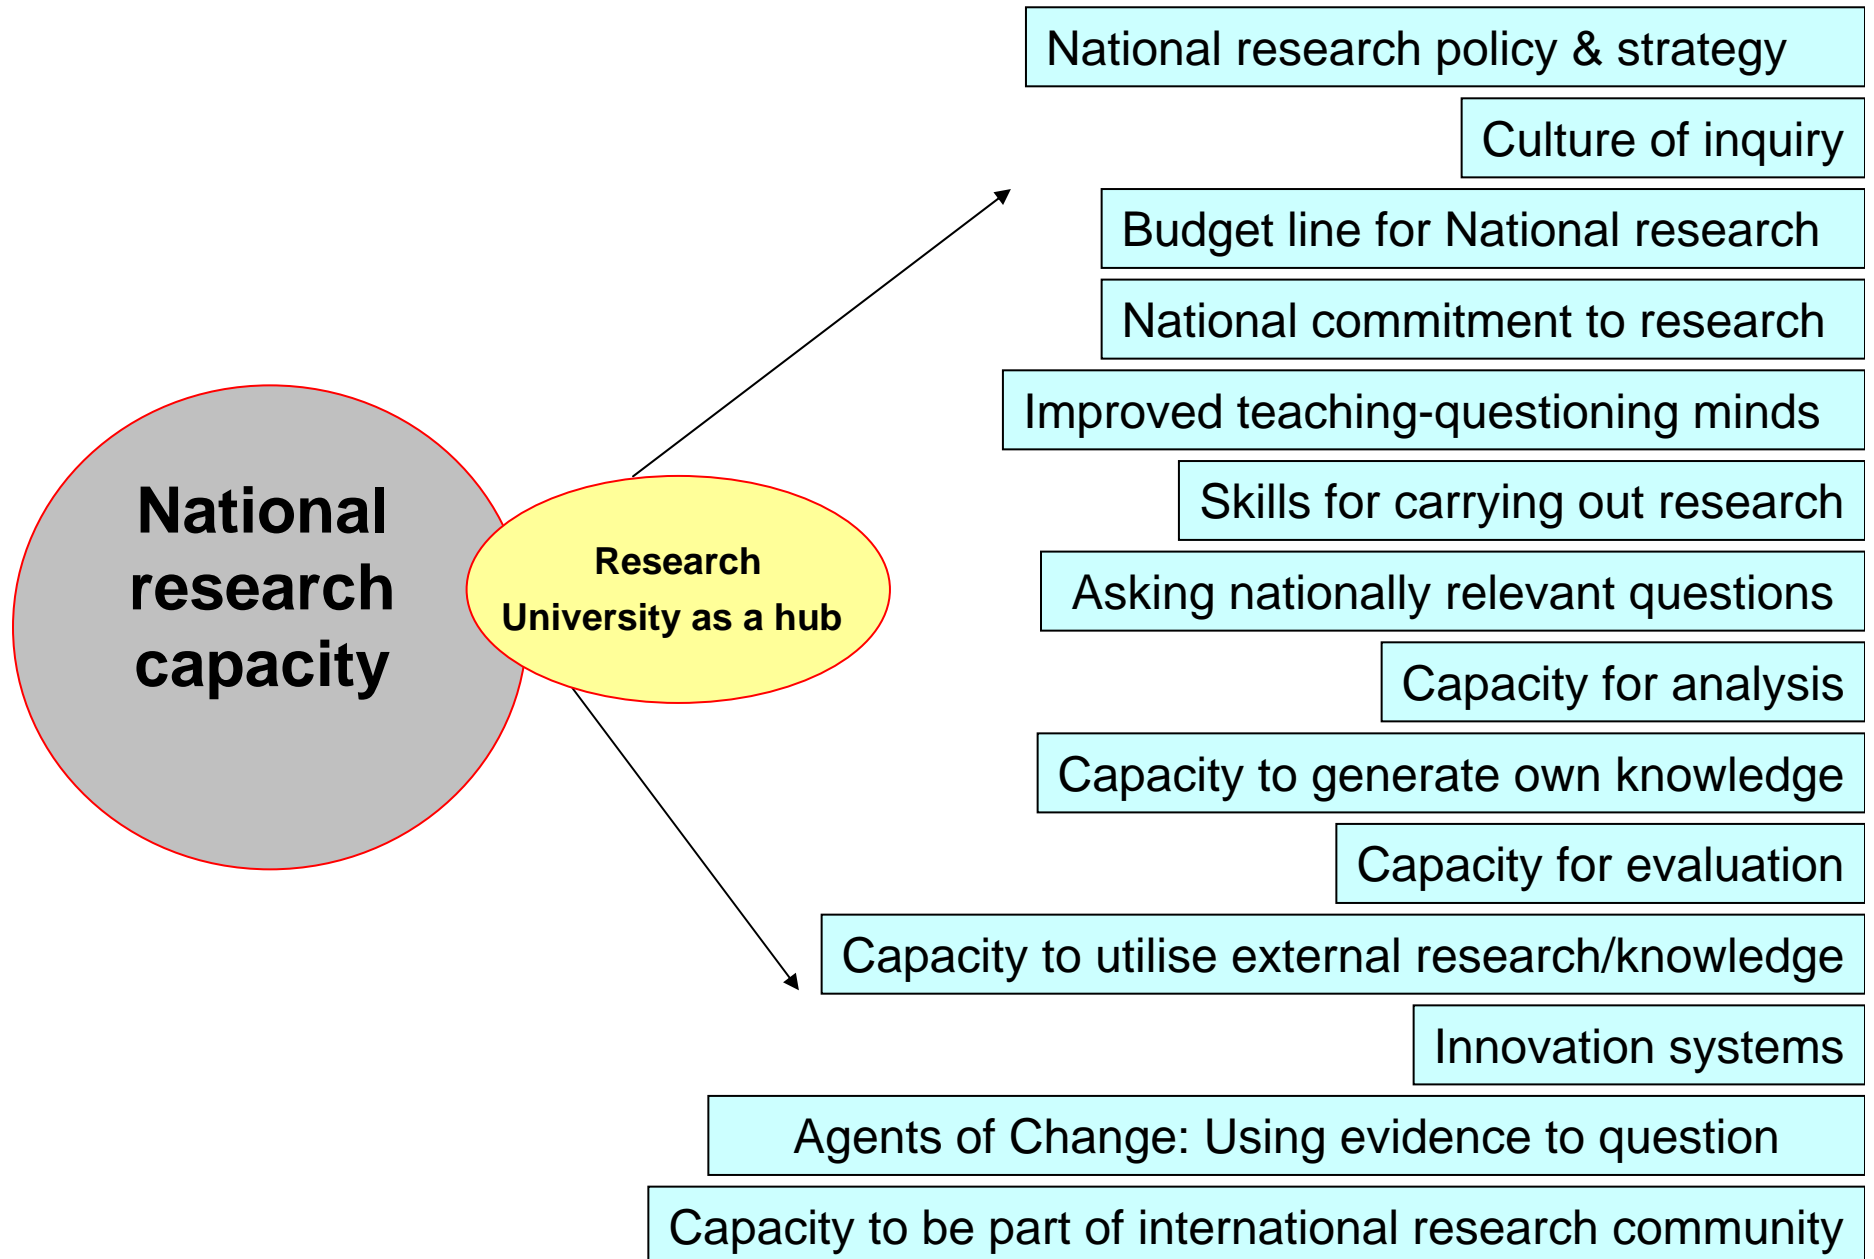 National research policy & strategy
Culture of inquiry
Budget line for National research
National commitment to research
Improved teaching-questioning minds
Skills for carrying out research
Asking nationally relevant questions
Capacity for analysis
Capacity to generate own knowledge
Capacity for evaluation
Capacity to utilise external research/knowledge
Innovation systems
Agents of Change: Using evidence to question
Capacity to be part of international research community
National
research
capacity
Research
University as a hub